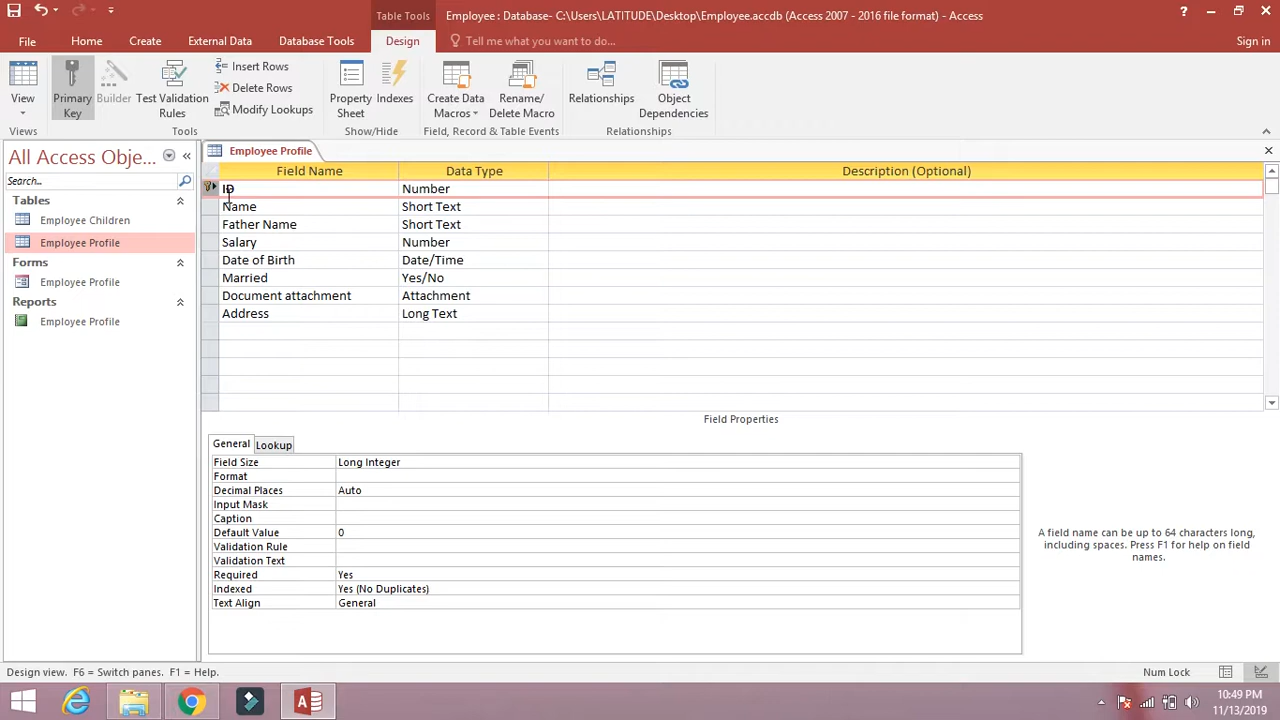 Table Tools
Employee : Database- C:\Users\LATITUDE\Desktop\Employee.accdb (Access 2007 - 2016 file format) - Access
?
File Home Create External Data Database Tools Design Tell me what you want to do... Sign in
View
Primary Key
Builder
Test Validation Rules
Insert Rows
Delete Rows
Modify Lookups
Property Sheet
Indexes
Create Data Macros
Rename/ Delete Macro
Relationships
Object Dependencies
Views Tools Show/Hide Field, Record & Table Events Relationships
All Access Obje...
Search...
Tables
Employee Children
Employee Profile
Forms
Employee Profile
Reports
Employee Profile
Employee Profile
Field Name Data Type Description (Optional)
ID Number
Name Short Text
Father Name Short Text
Salary Number
Date of Birth Date/Time
Married Yes/No
Document attachment Attachment
Address Long Text
Field Properties
General Lookup
Field Size Long Integer
Format
Decimal Places Auto
Input Mask
Caption
Default Value 0
Validation Rule
Validation Text
Required Yes
Indexed Yes (No Duplicates)
Text Align General
A field name can be up to 64 characters long,
including spaces. Press F1 for help on field
names.
Design view. F6 = Switch panes. F1 = Help.
Num Lock
10:49 PM
11/13/2019